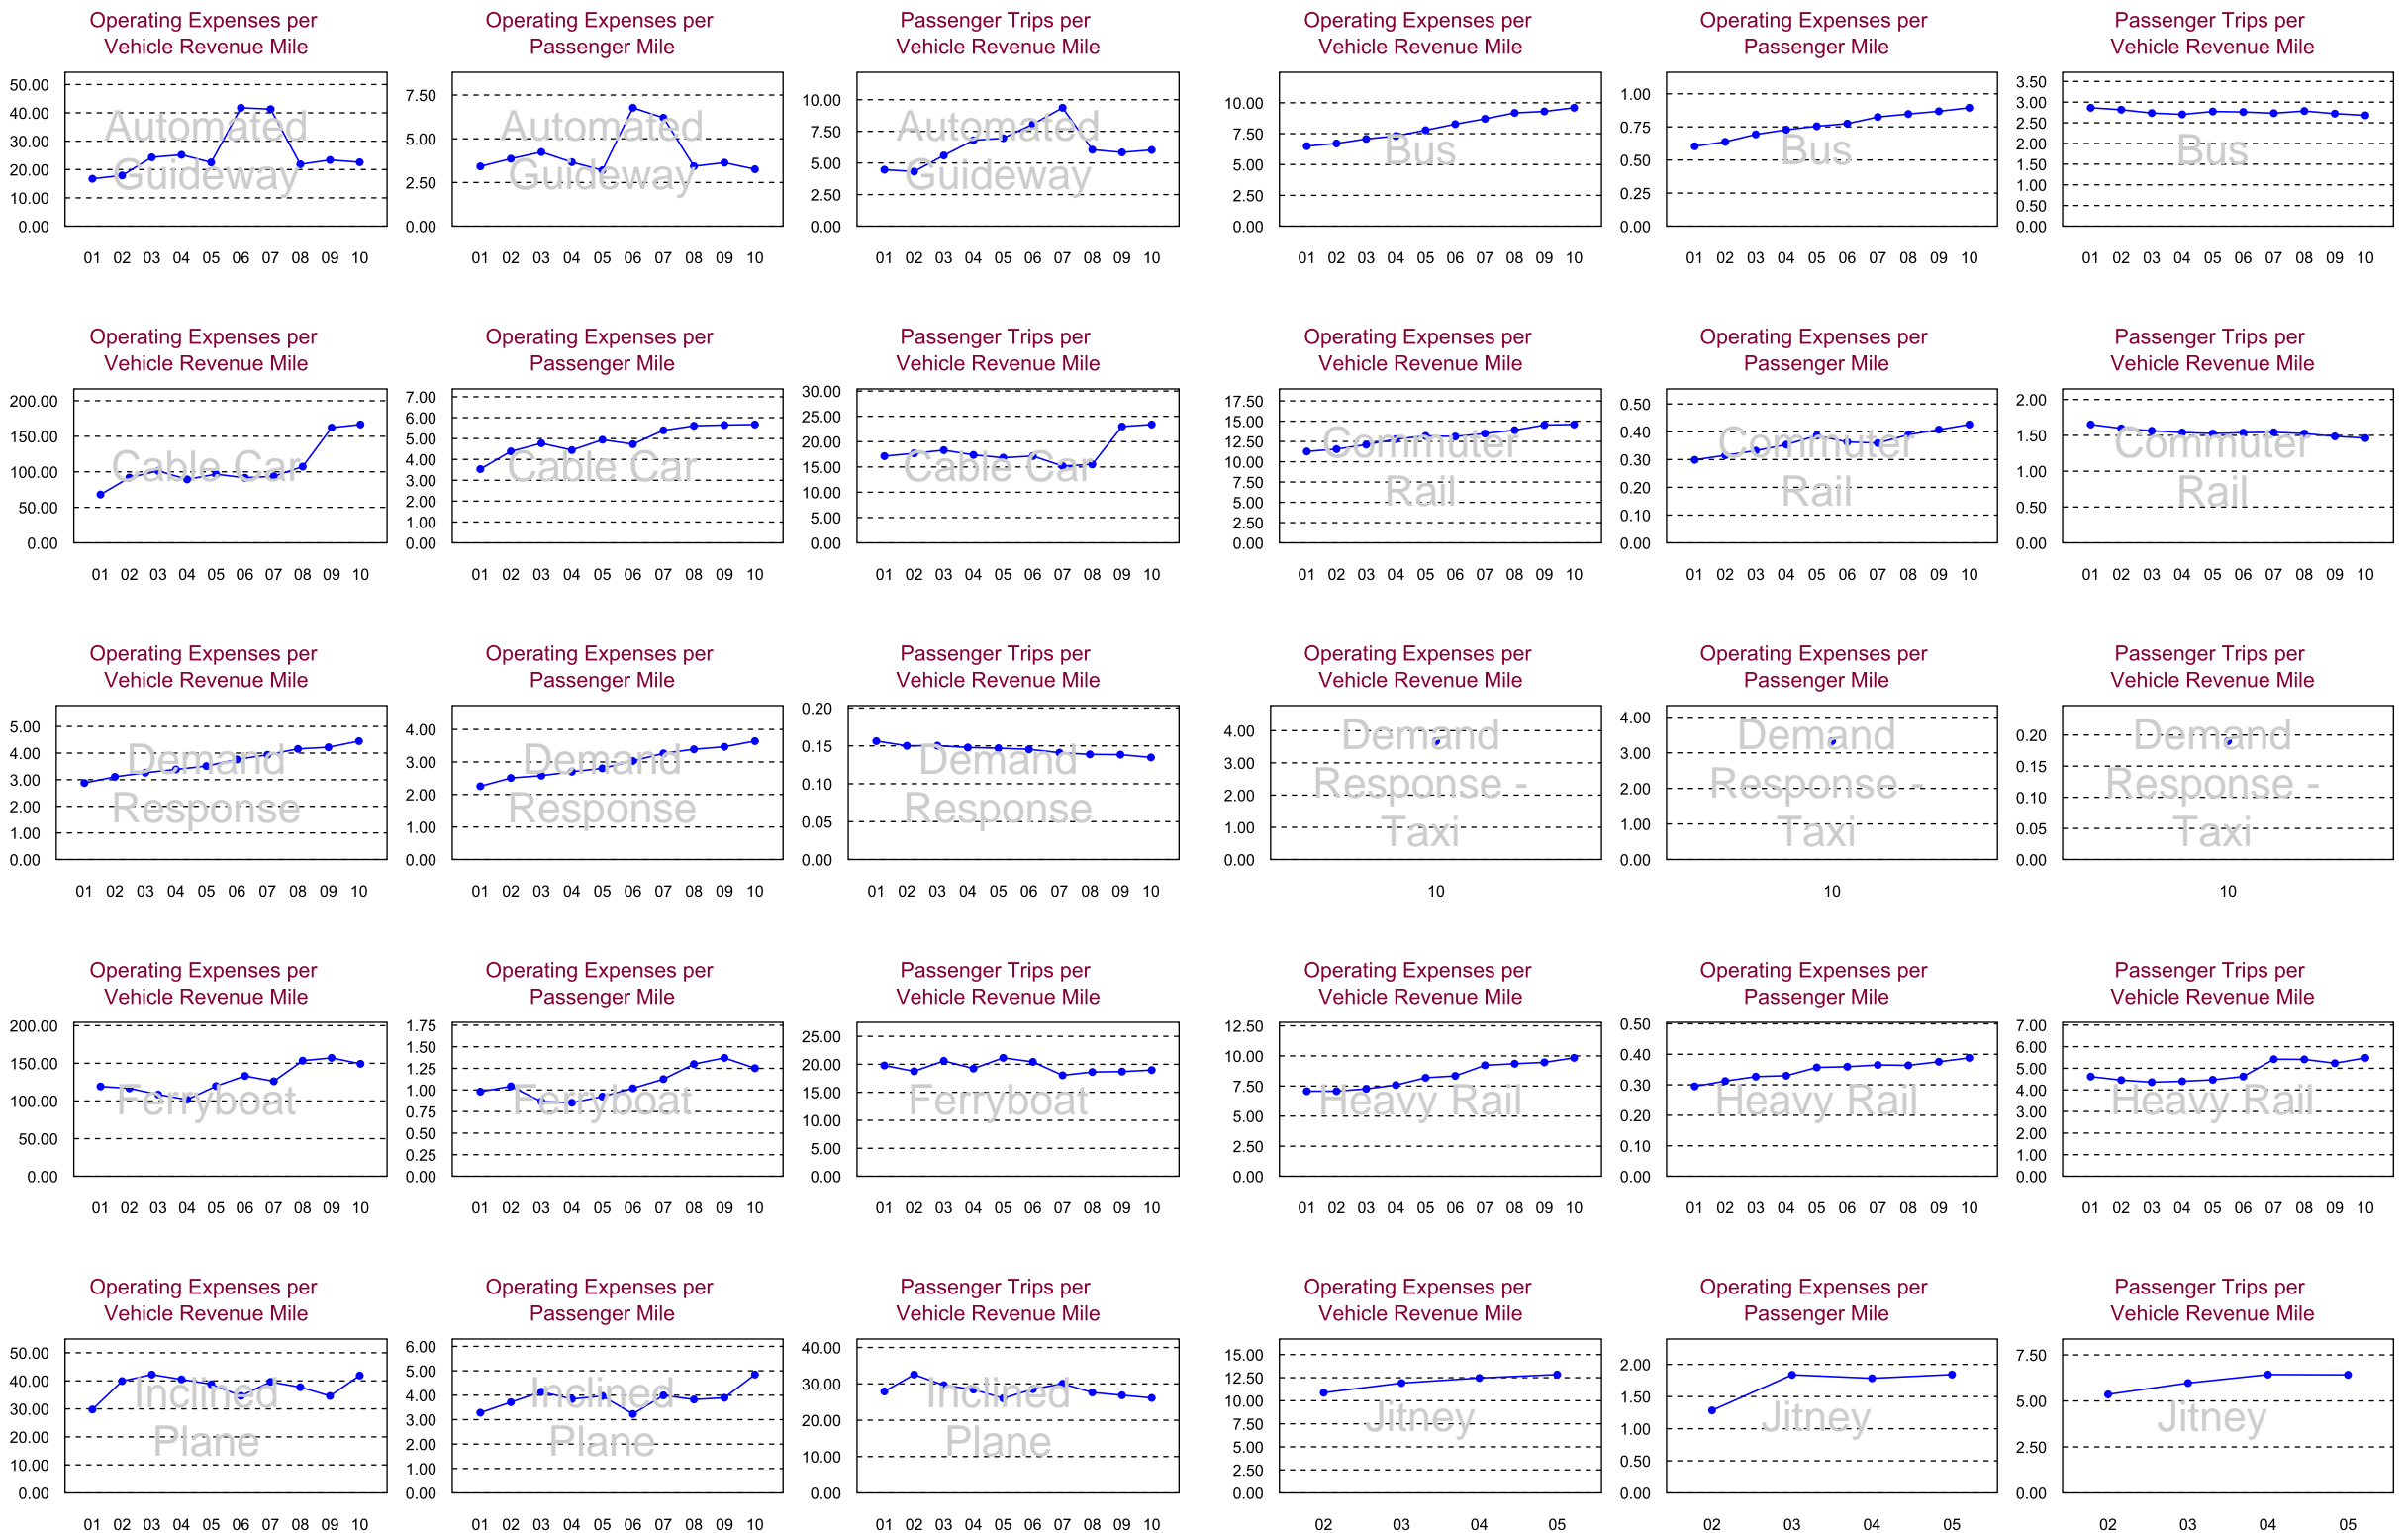 Operating Expenses per
Vehicle Revenue Mile
50.00
40.00
30.00
20.00
10.00
0.00
Automated
Guideway
01 02 03 04 05 06 07 08 09 10
Operating Expenses per
Passenger Mile
7.50
5.00
2.50
0.00
Automated
Guideway
01 02 03 04 05 06 07 08 09 10
Passenger Trips per
Vehicle Revenue Mile
10.00
7.50
5.00
2.50
0.00
Automated
Guideway
01 02 03 04 05 06 07 08 09 10
Operating Expenses per
Vehicle Revenue Mile
10.00
7.50
5.00
2.50
0.00
Bus
01 02 03 04 05 06 07 08 09 10
Operating Expenses per
Passenger Mile
1.00
0.75
0.50
0.25
0.00
Bus
01 02 03 04 05 06 07 08 09 10
Passenger Trips per
Vehicle Revenue Mile
3.50
3.00
2.50
2.00
1.50
1.00
0.50
0.00
Bus
01 02 03 04 05 06 07 08 09 10
Operating Expenses per
Vehicle Revenue Mile
200.00
150.00
100.00
50.00
0.00
Cable Car
01 02 03 04 05 06 07 08 09 10
Operating Expenses per
Passenger Mile
7.00
6.00
5.00
4.00
3.00
2.00
1.00
0.00
Cable Car
01 02 03 04 05 06 07 08 09 10
Passenger Trips per
Vehicle Revenue Mile
30.00
25.00
20.00
15.00
10.00
5.00
0.00
Cable Car
01 02 03 04 05 06 07 08 09 10
Operating Expenses per
Vehicle Revenue Mile
17.50
15.00
12.50
10.00
7.50
5.00
2.50
0.00
Commuter
Rail
01 02 03 04 05 06 07 08 09 10
Operating Expenses per
Passenger Mile
0.50
0.40
0.30
0.20
0.10
0.00
Commuter
Rail
01 02 03 04 05 06 07 08 09 10
Passenger Trips per
Vehicle Revenue Mile
2.00
1.50
1.00
0.50
0.00
Commuter
Rail
01 02 03 04 05 06 07 08 09 10
Operating Expenses per
Vehicle Revenue Mile
5.00
4.00
3.00
2.00
1.00
0.00
Demand
Response
01 02 03 04 05 06 07 08 09 10
Operating Expenses per
Passenger Mile
4.00
3.00
2.00
1.00
0.00
Demand
Response
01 02 03 04 05 06 07 08 09 10
Passenger Trips per
Vehicle Revenue Mile
0.20
0.15
0.10
0.05
0.00
Demand
Response
01 02 03 04 05 06 07 08 09 10
Operating Expenses per
Vehicle Revenue Mile
4.00
3.00
2.00
1.00
0.00
Demand
Response -
Taxi
10
Operating Expenses per
Passenger Mile
4.00
3.00
2.00
1.00
0.00
Demand
Response -
Taxi
10
Passenger Trips per
Vehicle Revenue Mile
0.20
0.15
0.10
0.05
0.00
Demand
Response -
Taxi
10
Operating Expenses per
Vehicle Revenue Mile
200.00
150.00
100.00
50.00
0.00
Ferryboat
01 02 03 04 05 06 07 08 09 10
Operating Expenses per
Passenger Mile
1.75
1.50
1.25
1.00
0.75
0.50
0.25
0.00
Ferryboat
01 02 03 04 05 06 07 08 09 10
Passenger Trips per
Vehicle Revenue Mile
25.00
20.00
15.00
10.00
5.00
0.00
Ferryboat
01 02 03 04 05 06 07 08 09 10
Operating Expenses per
Vehicle Revenue Mile
12.50
10.00
7.50
5.00
2.50
0.00
Heavy Rail
01 02 03 04 05 06 07 08 09 10
Operating Expenses per
Passenger Mile
0.50
0.40
0.30
0.20
0.10
0.00
Heavy Rail
01 02 03 04 05 06 07 08 09 10
Passenger Trips per
Vehicle Revenue Mile
7.00
6.00
5.00
4.00
3.00
2.00
1.00
0.00
Heavy Rail
01 02 03 04 05 06 07 08 09 10
Operating Expenses per
Vehicle Revenue Mile
50.00
40.00
30.00
20.00
10.00
0.00
Inclined
Plane
01 02 03 04 05 06 07 08 09 10
Operating Expenses per
Passenger Mile
6.00
5.00
4.00
3.00
2.00
1.00
0.00
Inclined
Plane
01 02 03 04 05 06 07 08 09 10
Passenger Trips per
Vehicle Revenue Mile
40.00
30.00
20.00
10.00
0.00
Inclined
Plane
01 02 03 04 05 06 07 08 09 10
Operating Expenses per
Vehicle Revenue Mile
15.00
12.50
10.00
7.50
5.00
2.50
0.00
Jitney
02 03 04 05
Operating Expenses per
Passenger Mile
2.00
1.50
1.00
0.50
0.00
Jitney
02 03 04 05
Passenger Trips per
Vehicle Revenue Mile
7.50
5.00
2.50
0.00
Jitney
02 03 04 05